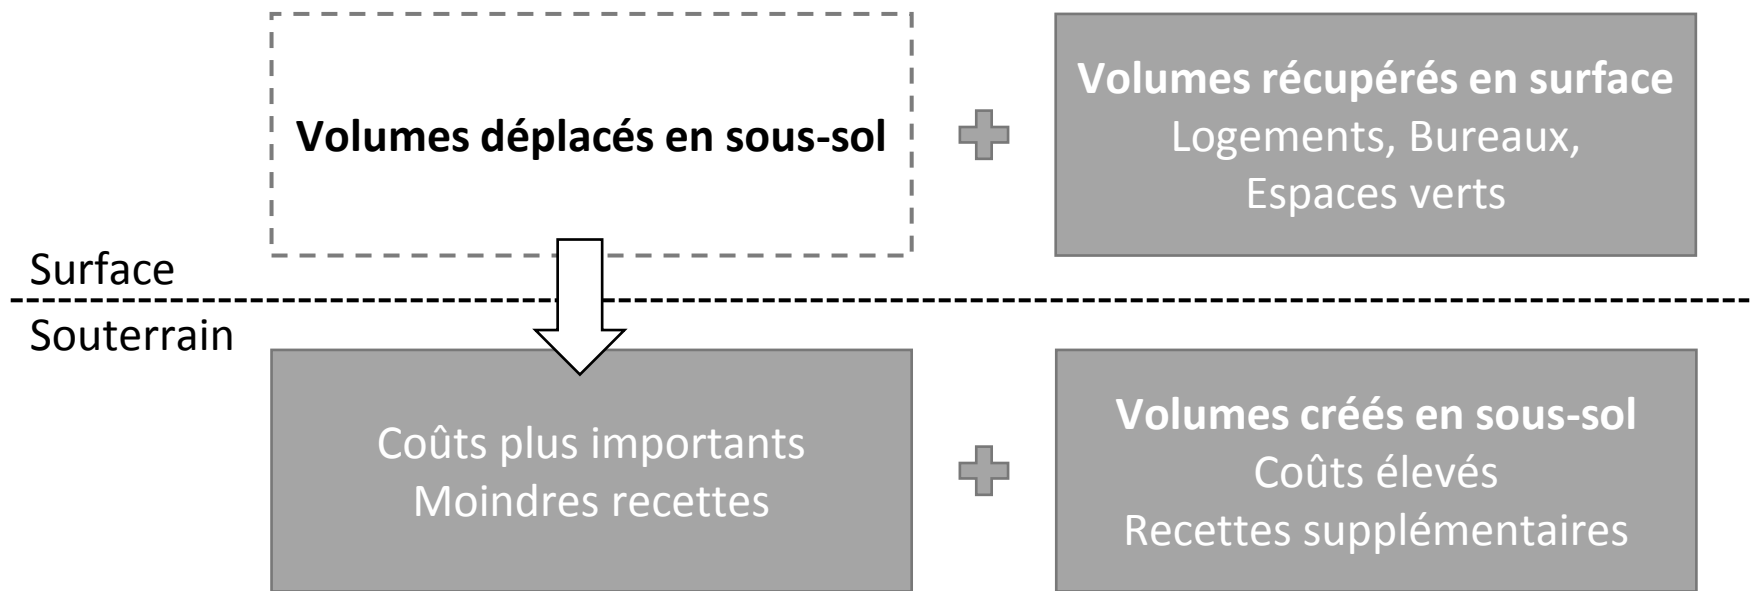 Volumes déplacés en sous-sol
Volumes récupérés en surface
Logements, Bureaux,
Espaces verts
Surface
Souterrain
Coûts plus importants
Moindres recettes
Volumes créés en sous-sol
Coûts élevés
Recettes supplémentaires